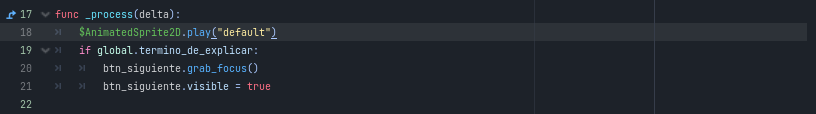 17 func _process(delta):
18 $AnimatedSprite2D.play("default")
19 if global.termino_de_explicar:
20 btn_siguiente.grab_focus()
21 btn_siguiente.visible = true
22